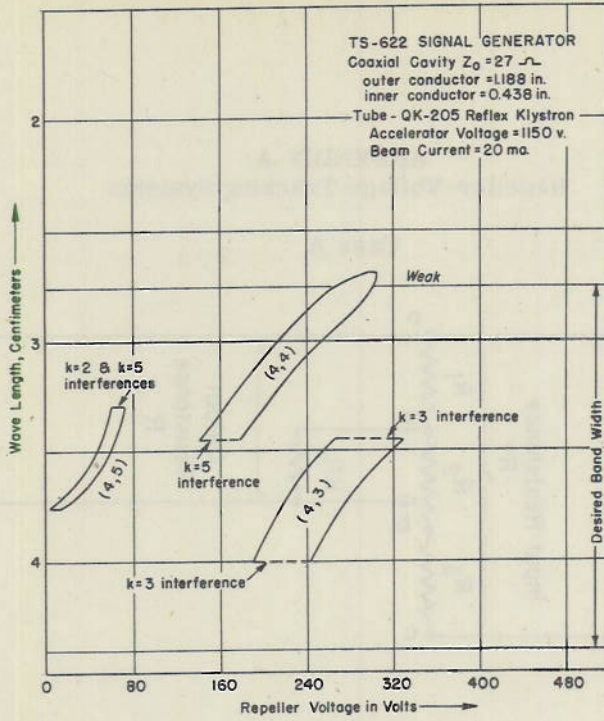 TS-622 SIGNAL GENERATOR
Coaxial Cavity Z₀ = 27 Ω
outer conductor = 1.188 in.
inner conductor = 0.438 in.
Tube - QK-205 Reflex Klystron
Accelerator Voltage = 1150 v.
Beam Current = 20 ma.
Wave Length, Centimeters
2
3
4
Weak
(4,4)
k=2 & k=5
interferences
(4,5)
k=5
interference
k=3 interference
(4,3)
k=3 interference
Desired Band Width
0
80
160
240
320
400
480
Repeller Voltage in Volts